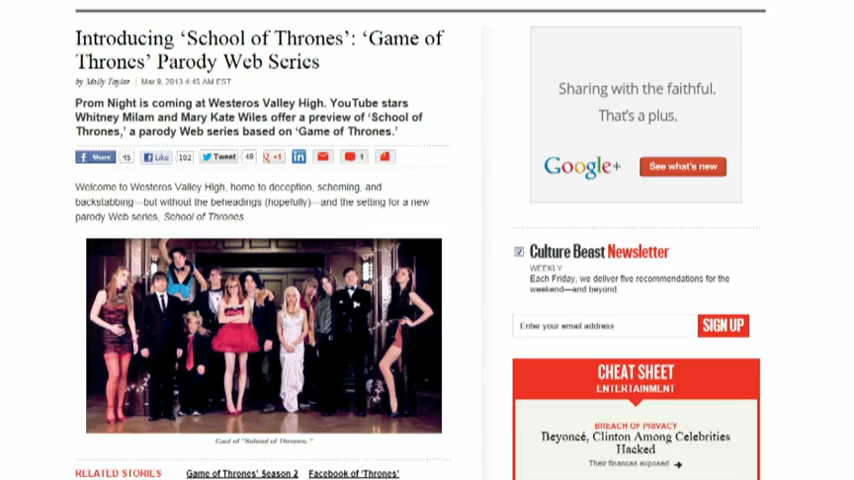 Introducing ‘School of Thrones’: ‘Game of
Thrones’ Parody Web Series
by Molly Taylor | Mar 9, 2013 4:45 AM EST
Prom Night is coming at Westeros Valley High. YouTube stars
Whitney Milam and Mary Kate Wiles offer a preview of ‘School of
Thrones,’ a parody Web series based on ‘Game of Thrones.’
Share 45 Like 102 Tweet 49 +1 in 1
Welcome to Westeros Valley High, home to deception, scheming, and
backstabbing—but without the beheadings (hopefully)—and the setting for a new
parody Web series, School of Thrones.
Cast of "School of Thrones."
RELATED STORIES Game of Thrones' Season 2 Facebook of 'Thrones'
Sharing with the faithful.
That's a plus.
Google+ See what's new
Culture Beast Newsletter
WEEKLY
Each Friday, we deliver five recommendations for the
weekend—and beyond
Enter your email address SIGN UP
CHEAT SHEET
ENTERTAINMENT
BREACH OF PRIVACY
Beyoncé, Clinton Among Celebrities
Hacked
Their finances exposed